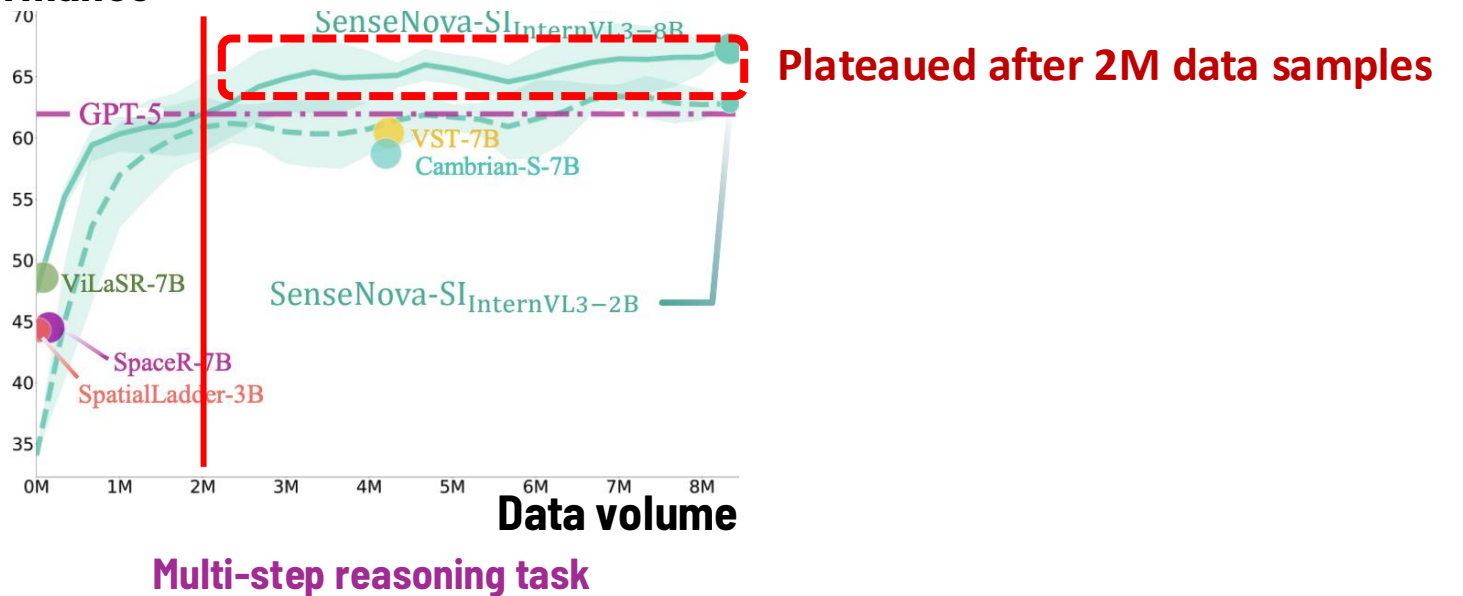 70
SenseNova-SI_InternVL3-8B
Plateaued after 2M data samples
65
GPT-5
60
VST-7B
Cambrian-S-7B
55
50
ViLaSR-7B
SenseNova-SI_InternVL3-2B
45
SpaceR-7B
40
SpatialLadder-3B
35
0M 1M 2M 3M 4M 5M 6M 7M 8M
Data volume
Multi-step reasoning task